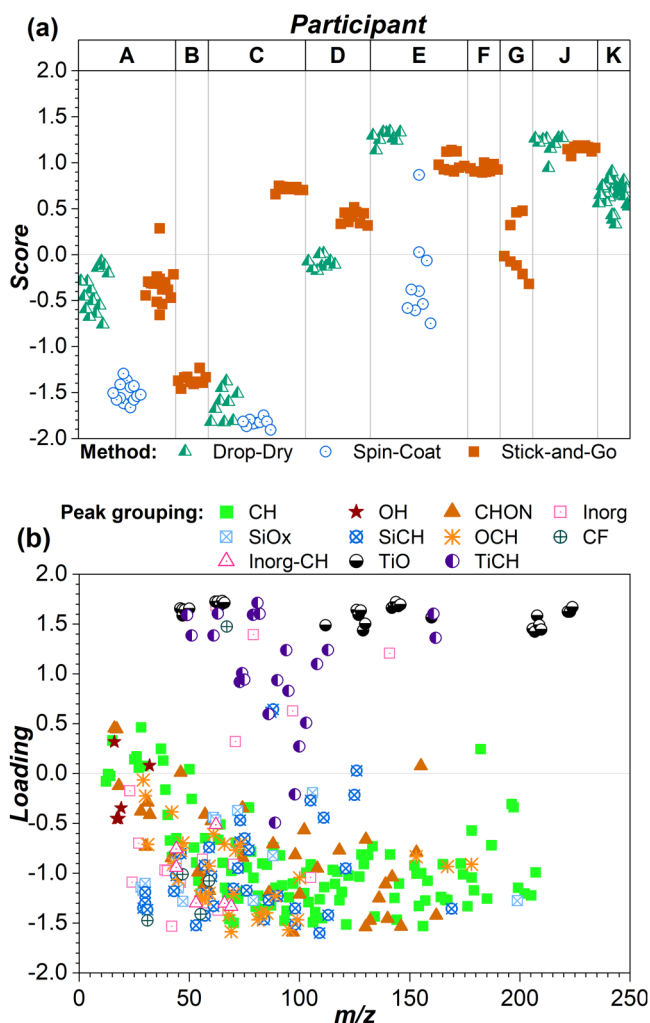 (a) Participant
A B C D E F G J K
2.0
1.5
1.0
0.5
0.0
-0.5
-1.0
-1.5
-2.0
Score
Method: Drop-Dry Spin-Coat Stick-and-Go
(b) Peak grouping: CH OH CHON Inorg
SiOx SiCH OCH CF
Inorg-CH TiO TiCH
2.0
1.5
1.0
0.5
0.0
-0.5
-1.0
-1.5
-2.0
Loading
0 50 100 150 200 250
m/z